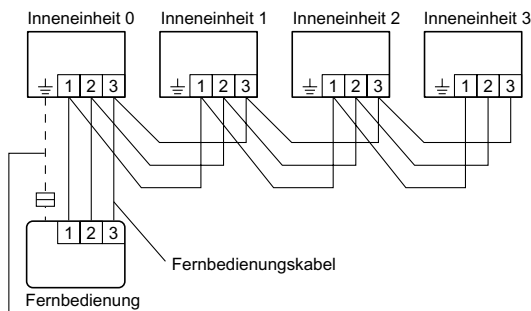 Inneneinheit 0 Inneneinheit 1 Inneneinheit 2 Inneneinheit 3
1 2 3 1 2 3 1 2 3 1 2 3
1 2 3
Fernbedienungskabel
Fernbedienung